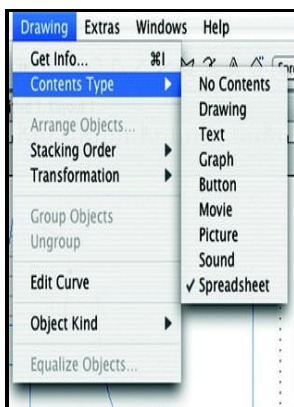 Drawing Extras Windows Help
Get Info... ⌘I
Contents Type
Arrange Objects...
Stacking Order
Transformation
Group Objects
Ungroup
Edit Curve
Object Kind
Equalize Objects...
No Contents
Drawing
Text
Graph
Button
Movie
Picture
Sound
✓ Spreadsheet